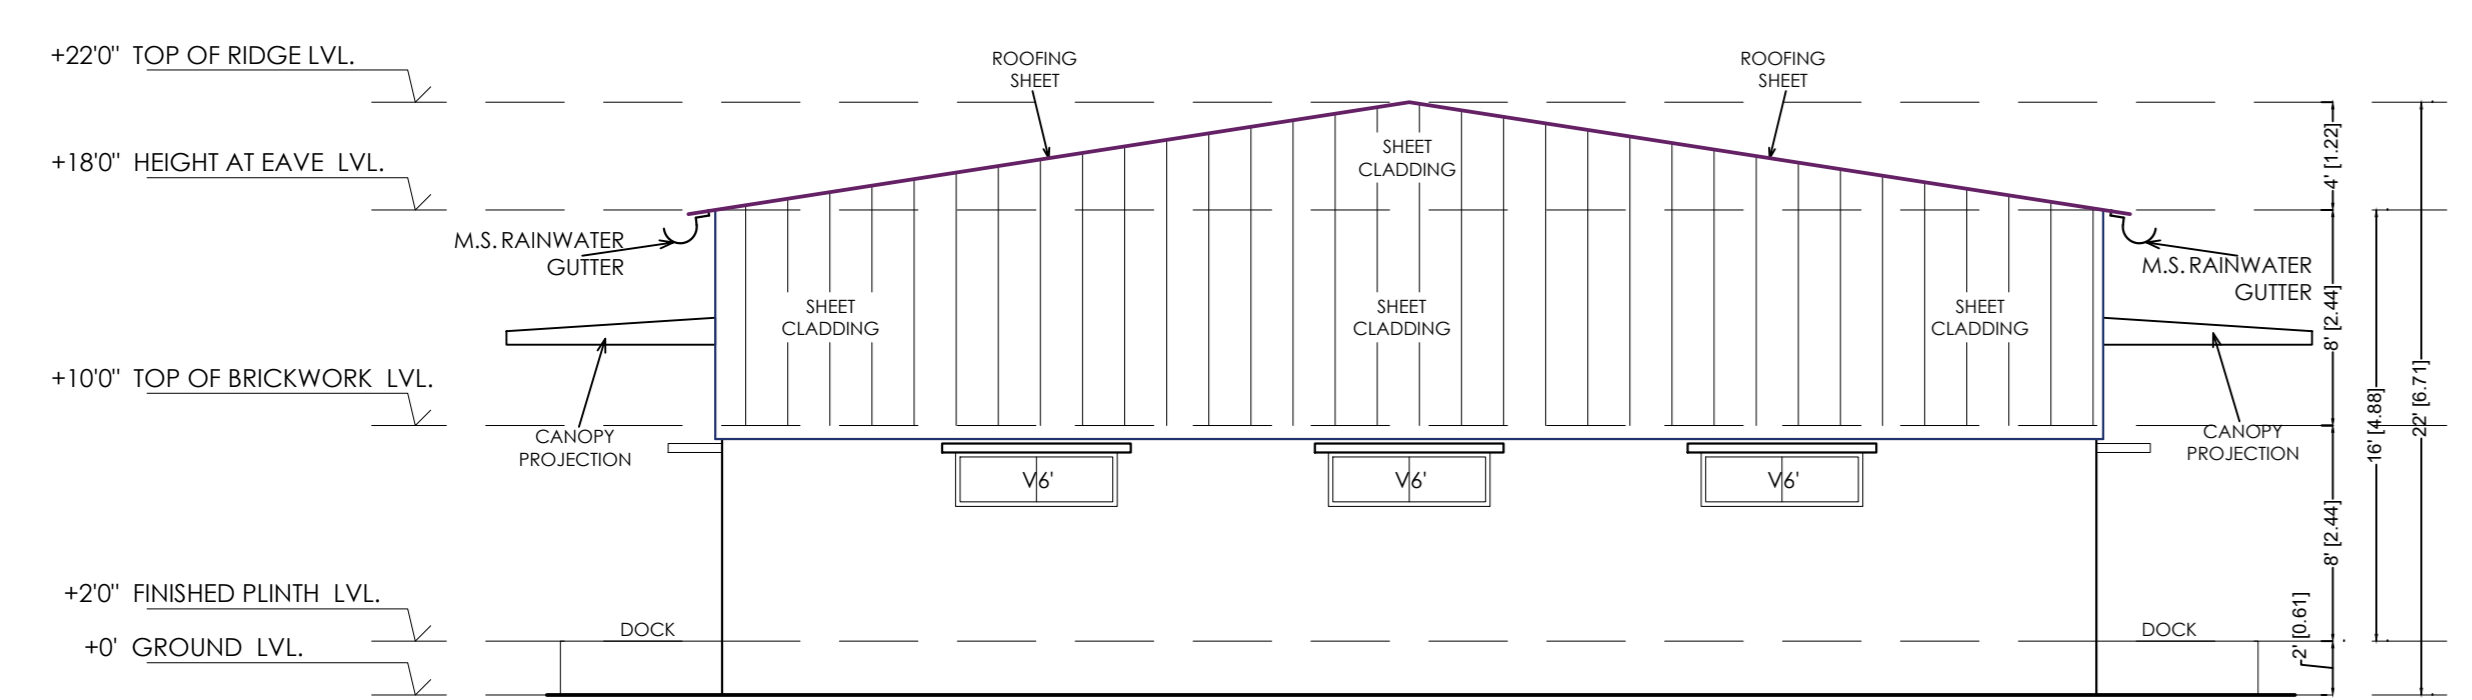 +22'0" TOP OF RIDGE LVL.
ROOFING
SHEET
ROOFING
SHEET
4' [1.22]
+18'0" HEIGHT AT EAVE LVL.
SHEET
CLADDING
M.S. RAINWATER
GUTTER
M.S. RAINWATER
GUTTER
SHEET
CLADDING
SHEET
CLADDING
SHEET
CLADDING
8' [2.44]
+10'0" TOP OF BRICKWORK LVL.
CANOPY
PROJECTION
CANOPY
PROJECTION
16' [4.88]
22' [6.71]
V6'
V6'
V6'
8' [2.44]
+2'0" FINISHED PLINTH LVL.
DOCK
DOCK
2' [0.61]
+0' GROUND LVL.